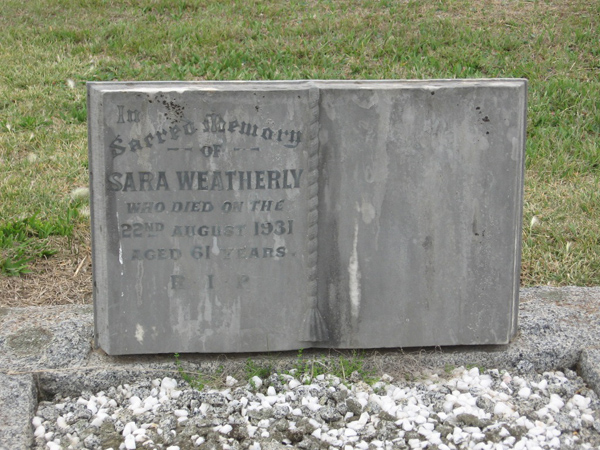 In
Sacred Memory
OF
SARA WEATHERLY
WHO DIED ON THE
22ND AUGUST 1931
AGED 61 YEARS.
R. I. P.